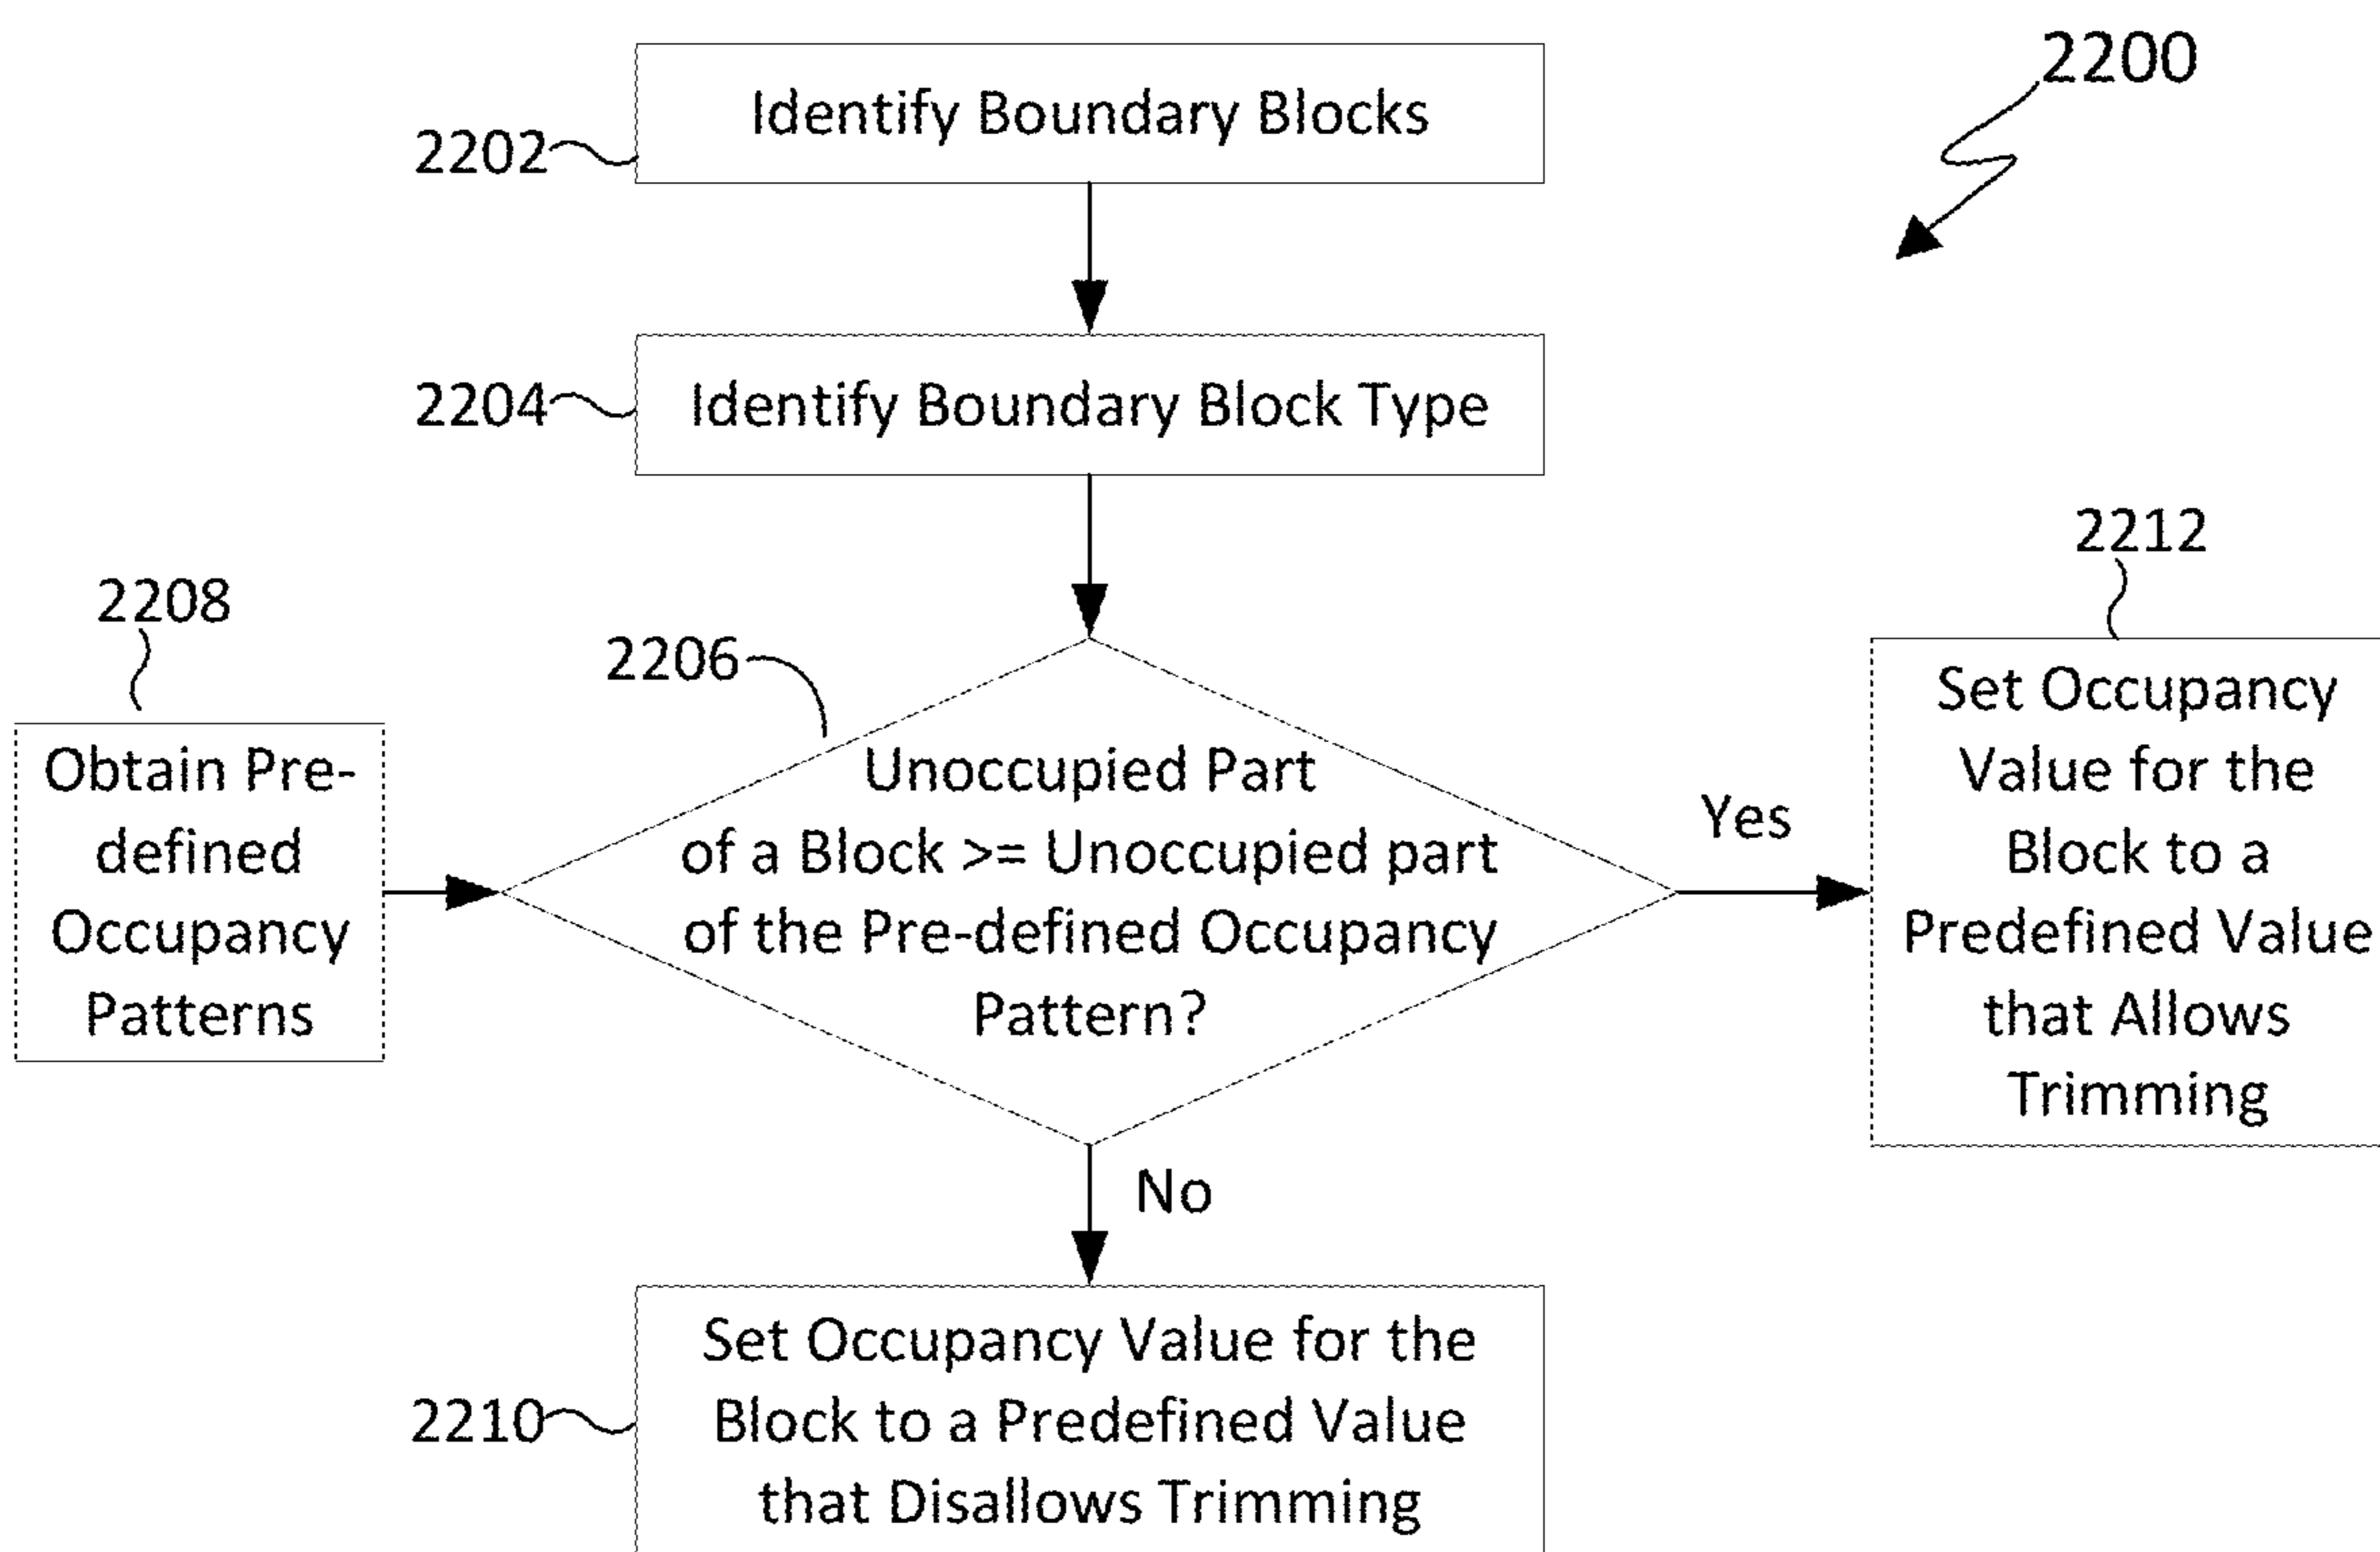 2200
Identify Boundary Blocks
2202
Identify Boundary Block Type
2204
2212
2208
2206
Obtain Pre-
defined
Occupancy
Patterns
Unoccupied Part
of a Block >= Unoccupied part
of the Pre-defined Occupancy
Pattern?
Yes
Set Occupancy
Value for the
Block to a
Predefined Value
that Allows
Trimming
No
Set Occupancy Value for the
Block to a Predefined Value
that Disallows Trimming
2210